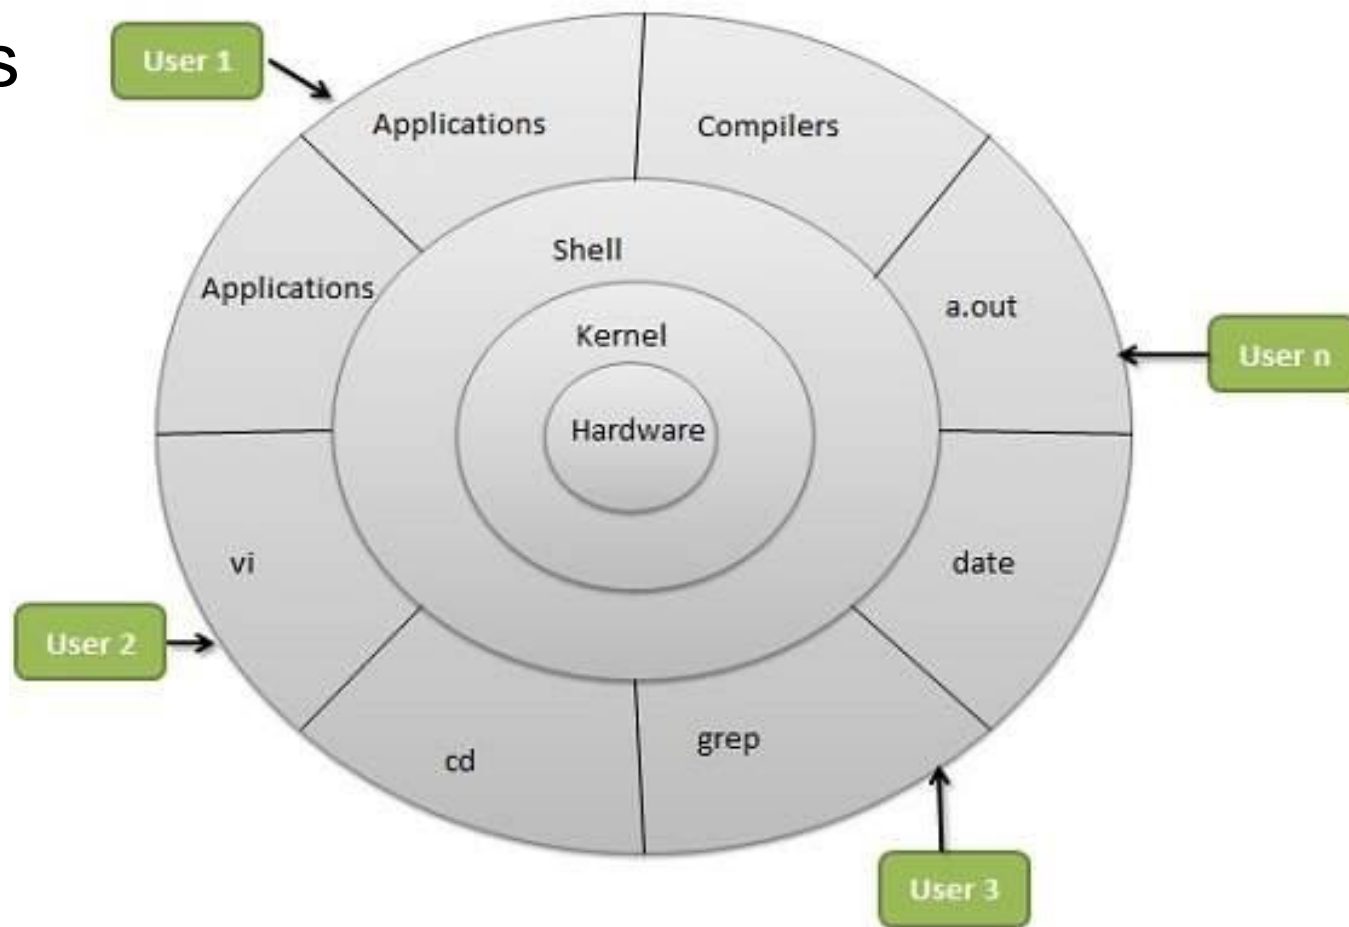 s
User 1
Applications
Compilers
Shell
Applications
a.out
Kernel
User n
Hardware
vi
date
User 2
grep
cd
User 3